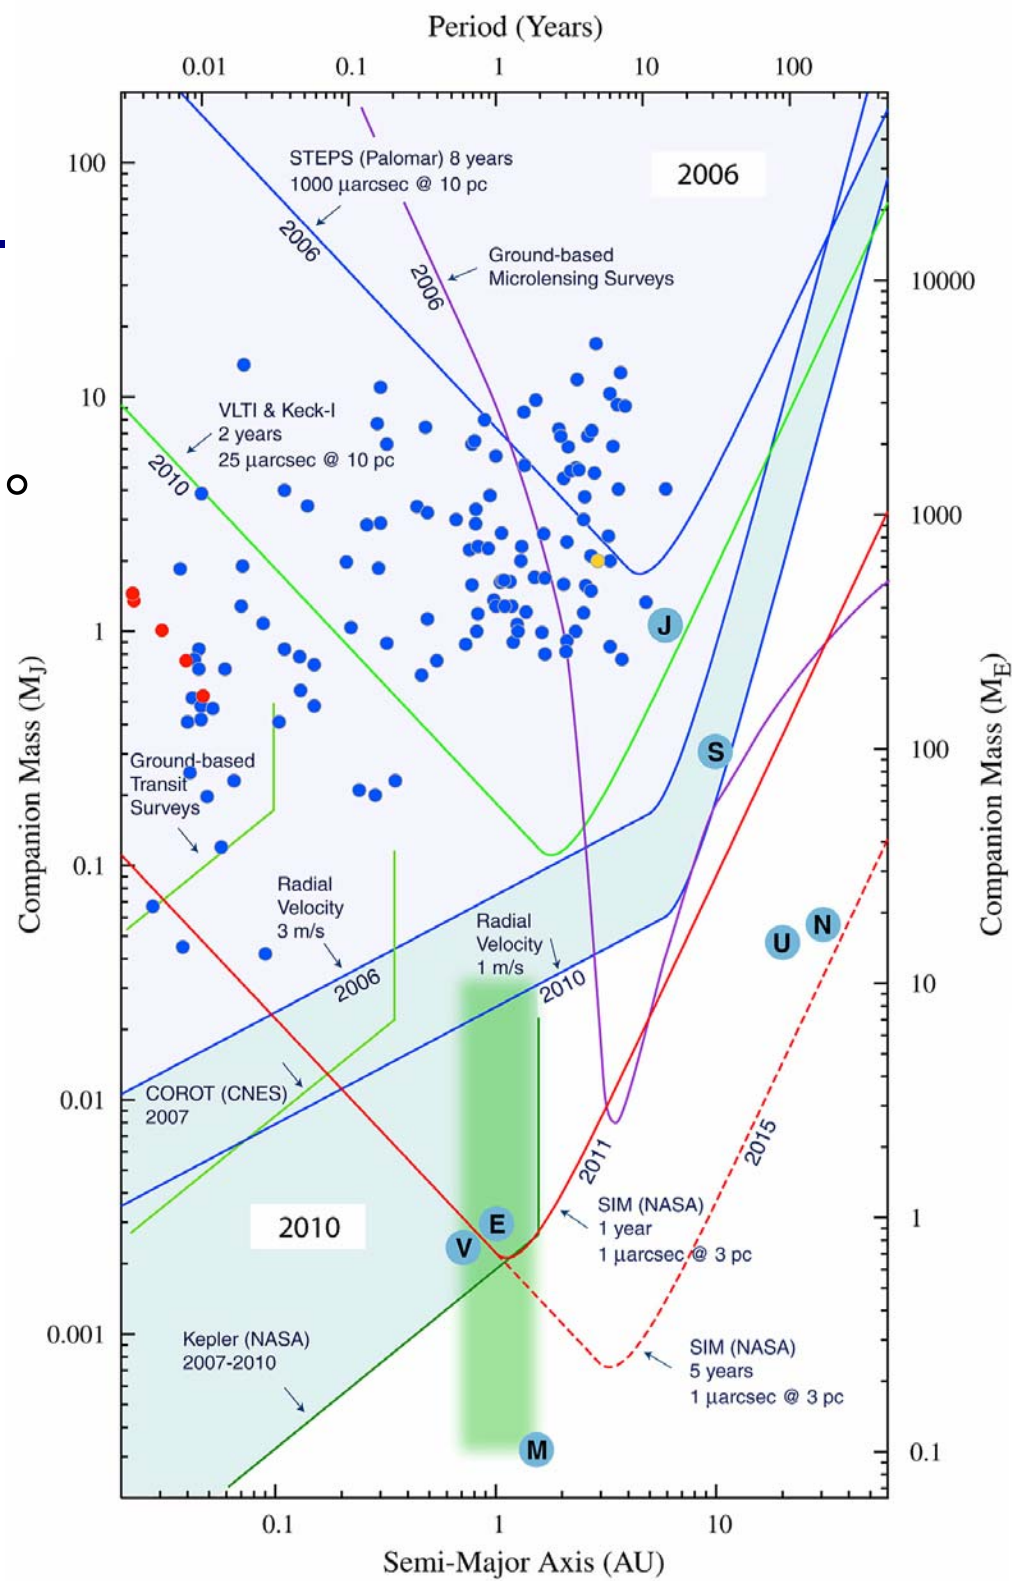 Period (Years)
0.01 0.1 1 10 100
STEPS (Palomar) 8 years
1000 μarcsec @ 10 pc
2006
2006
Ground-based
Microlensing Surveys
2006
VLTI & Keck-I
2 years
25 μarcsec @ 10 pc
2010
J
S
Ground-based
Transit
Surveys
Radial
Velocity
3 m/s
2006
Radial
Velocity
1 m/s
2010
U
N
COROT (CNES)
2007
2010
E
V
2011
2015
SIM (NASA)
1 year
1 μarcsec @ 3 pc
Kepler (NASA)
2007-2010
SIM (NASA)
5 years
1 μarcsec @ 3 pc
M
100
10
1
0.1
0.01
0.001
Companion Mass (MJ)
10000
1000
100
10
1
0.1
Companion Mass (ME)
0.1 1 10
Semi-Major Axis (AU)